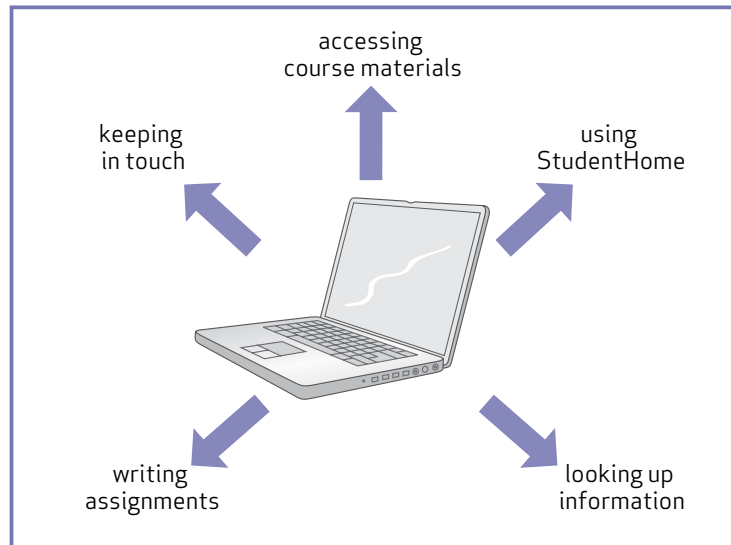 accessing
course materials
keeping
in touch
using
StudentHome
writing
assignments
looking up
information